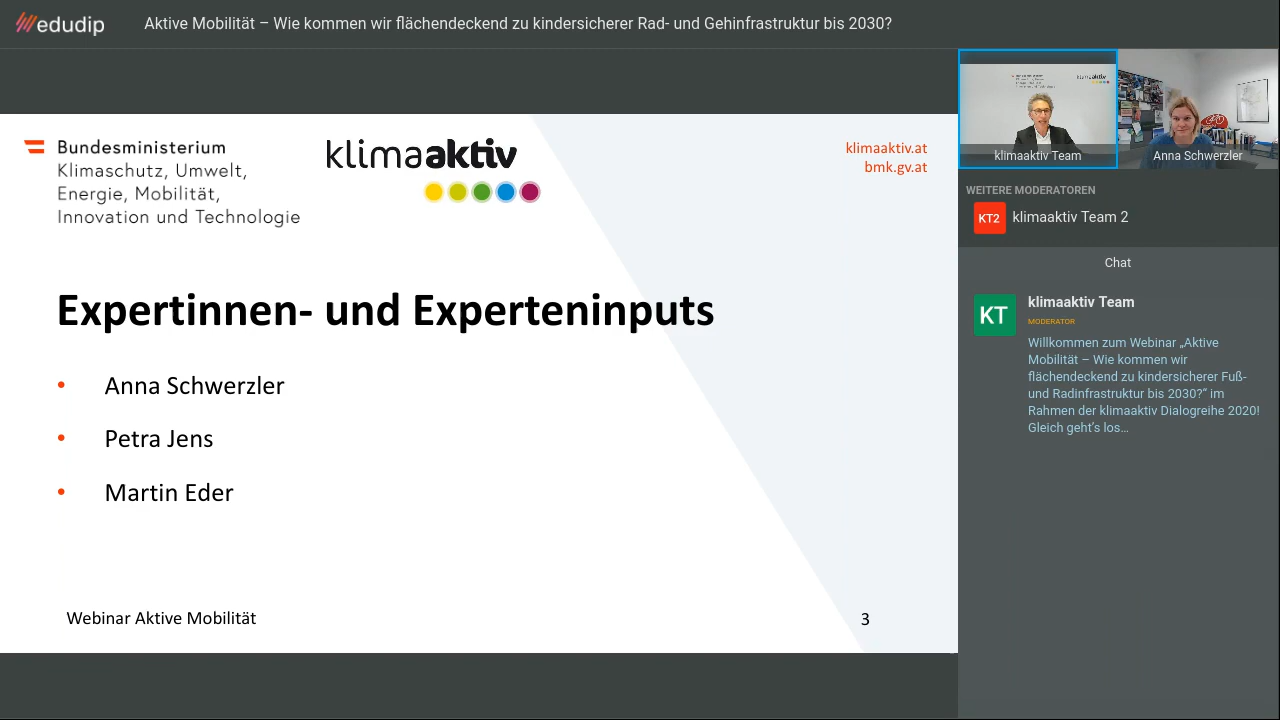 edudip
Aktive Mobilität – Wie kommen wir flächendeckend zu kindersicherer Rad- und Gehinfrastruktur bis 2030?
Bundesministerium
Klimaschutz, Umwelt,
Energie, Mobilität,
Innovation und Technologie
klimaaktiv
klimaaktiv.at
bmk.gv.at
Expertinnen- und Experteninputs
• Anna Schwerzler
• Petra Jens
• Martin Eder
Webinar Aktive Mobilität
3
klimaaktiv
klimaaktiv Team
Anna Schwerzler
WEITERE MODERATOREN
KT2
klimaaktiv Team 2
Chat
KT
klimaaktiv Team
MODERATOR
Willkommen zum Webinar „Aktive
Mobilität – Wie kommen wir
flächendeckend zu kindersicherer Fuß-
und Radinfrastruktur bis 2030?“ im
Rahmen der klimaaktiv Dialogreihe 2020!
Gleich geht’s los…